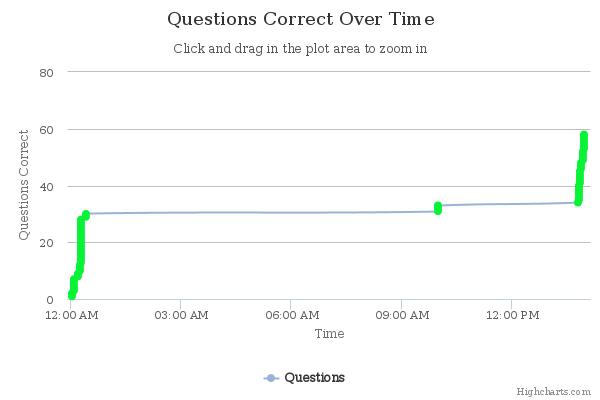 Questions Correct Over Time
Click and drag in the plot area to zoom in
Questions Correct
80
60
40
20
0
12:00 AM
03:00 AM
06:00 AM
09:00 AM
12:00 PM
Time
Questions
Highcharts.com